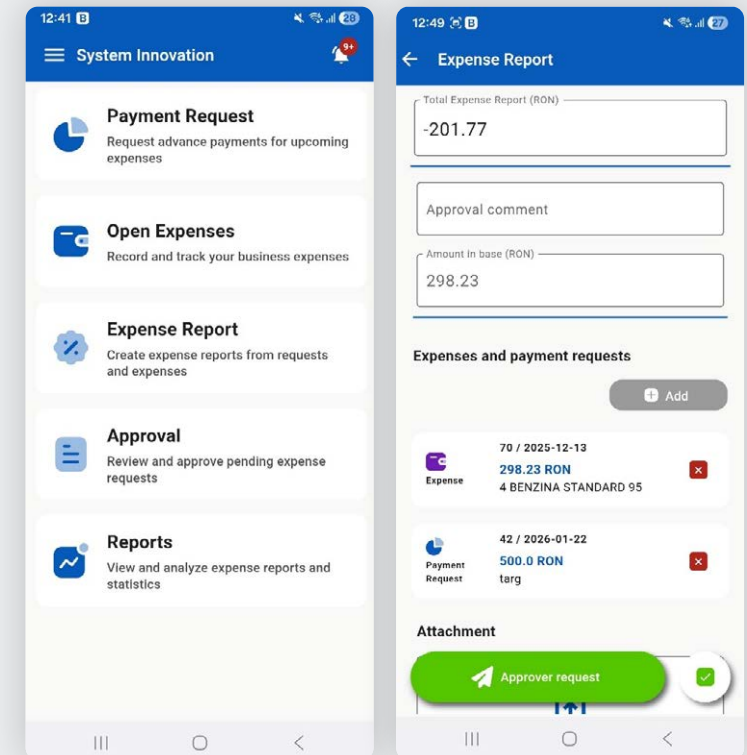 12:41 B
28
System Innovation
9+
Payment Request
Request advance payments for upcoming
expenses
Open Expenses
Record and track your business expenses
Expense Report
Create expense reports from requests
and expenses
Approval
Review and approve pending expense
requests
Reports
View and analyze expense reports and
statistics
12:49 B
27
Expense Report
Total Expense Report (RON)
-201.77
Approval comment
Amount in base (RON)
298.23
Expenses and payment requests
Add
70 / 2025-12-13
298.23 RON
Expense
4 BENZINA STANDARD 95
42 / 2026-01-22
500.0 RON
Payment
Request
targ
Attachment
Approver request